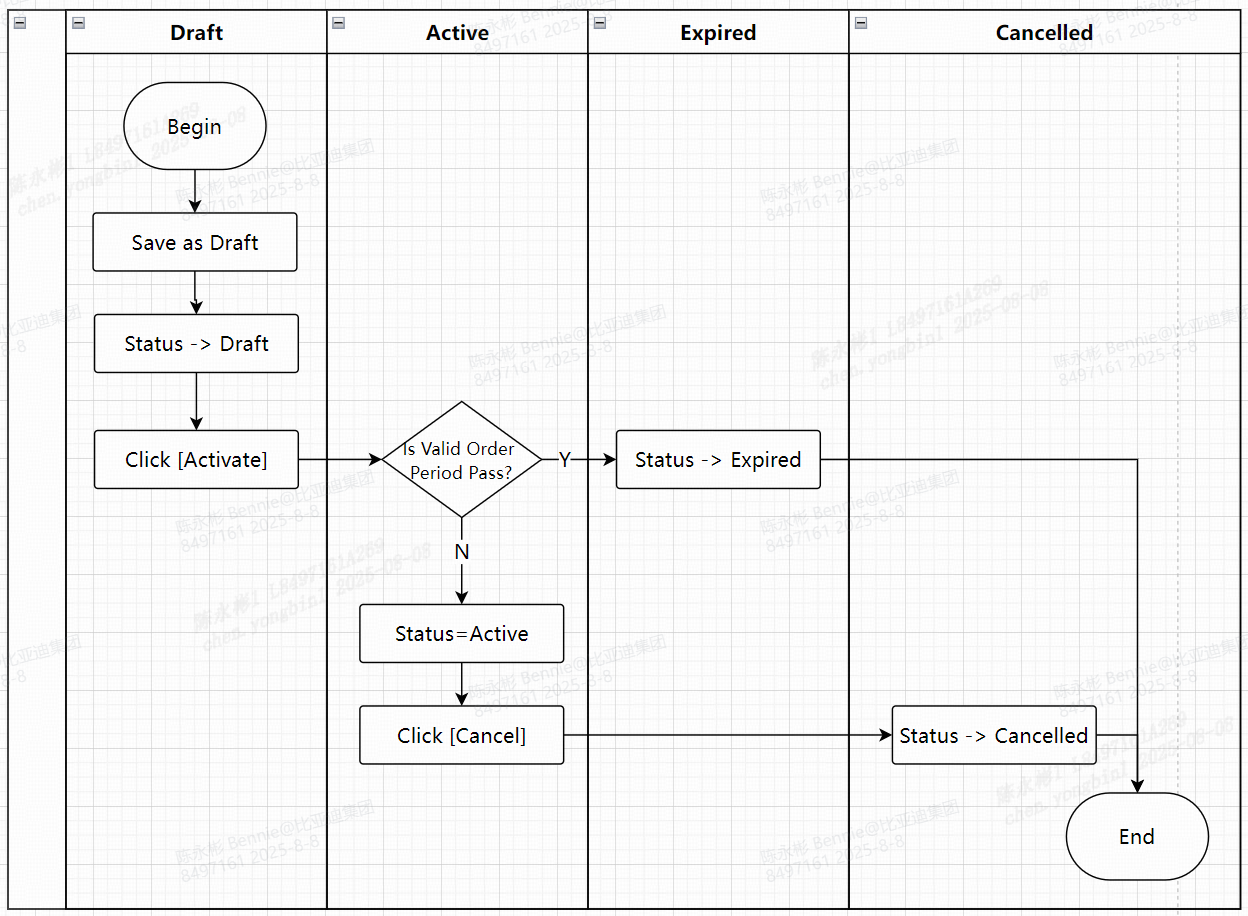 Draft
Active
Expired
Cancelled
Begin
Save as Draft
Status -> Draft
Click [Activate]
Is Valid Order
Period Pass?
Y
Status -> Expired
N
Status=Active
Click [Cancel]
Status -> Cancelled
End
陈永彬 Bennie@比亚迪集团
8497161 2025-8-8
陈永彬1 L8497161A269
chen.yongbin1 2025-08-08